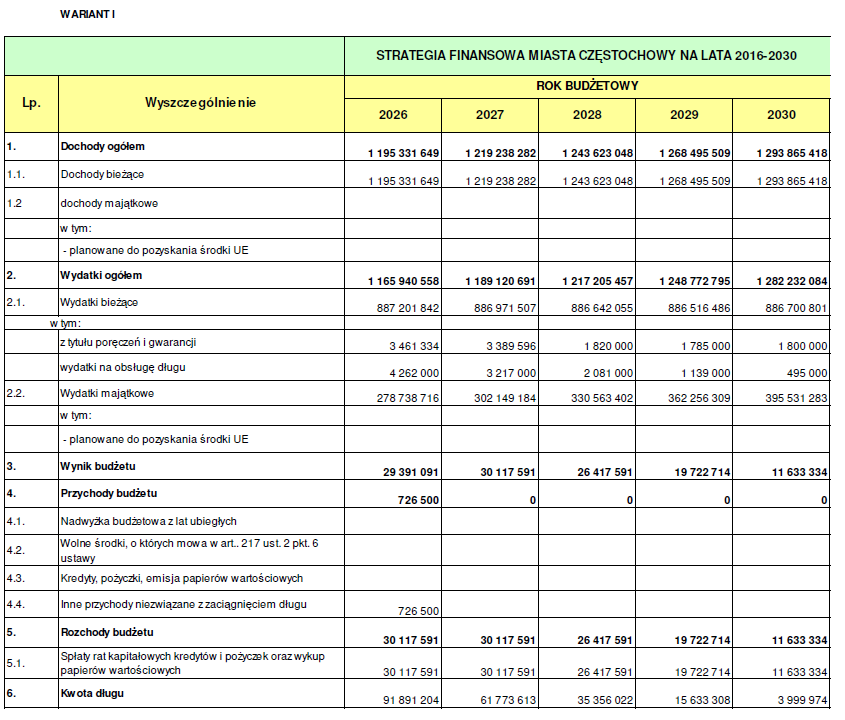 WARIANT I
STRATEGIA FINANSOWA MIASTA CZĘSTOCHOWY NA LATA 2016-2030
Lp. Wyszczególnienie ROK BUDŻETOWY
2026 2027 2028 2029 2030
1. Dochody ogółem 1 195 331 649 1 219 238 282 1 243 623 048 1 268 495 509 1 293 865 418
1.1. Dochody bieżące 1 195 331 649 1 219 238 282 1 243 623 048 1 268 495 509 1 293 865 418
1.2 dochody majątkowe
w tym:
- planowane do pozyskania środki UE
2. Wydatki ogółem 1 165 940 558 1 189 120 691 1 217 205 457 1 248 772 795 1 282 232 084
2.1. Wydatki bieżące 887 201 842 886 971 507 886 642 055 886 516 486 886 700 801
w tym:
z tytułu poręczeń i gwarancji 3 461 334 3 389 596 1 820 000 1 785 000 1 800 000
wydatki na obsługę długu 4 262 000 3 217 000 2 081 000 1 139 000 495 000
2.2. Wydatki majątkowe 278 738 716 302 149 184 330 563 402 362 256 309 395 531 283
w tym:
- planowane do pozyskania środki UE
3. Wynik budżetu 29 391 091 30 117 591 26 417 591 19 722 714 11 633 334
4. Przychody budżetu 726 500 0 0 0 0
4.1. Nadwyżka budżetowa z lat ubiegłych
4.2. Wolne środki, o których mowa w art.. 217 ust. 2 pkt. 6
ustawy
4.3. Kredyty, pożyczki, emisja papierów wartościowych
4.4. Inne przychody niezwiązane z zaciągnięciem długu 726 500
5. Rozchody budżetu 30 117 591 30 117 591 26 417 591 19 722 714 11 633 334
5.1. Spłaty rat kapitałowych kredytów i pożyczek oraz wykup
papierów wartościowych 30 117 591 30 117 591 26 417 591 19 722 714 11 633 334
6. Kwota długu 91 891 204 61 773 613 35 356 022 15 633 308 3 999 974